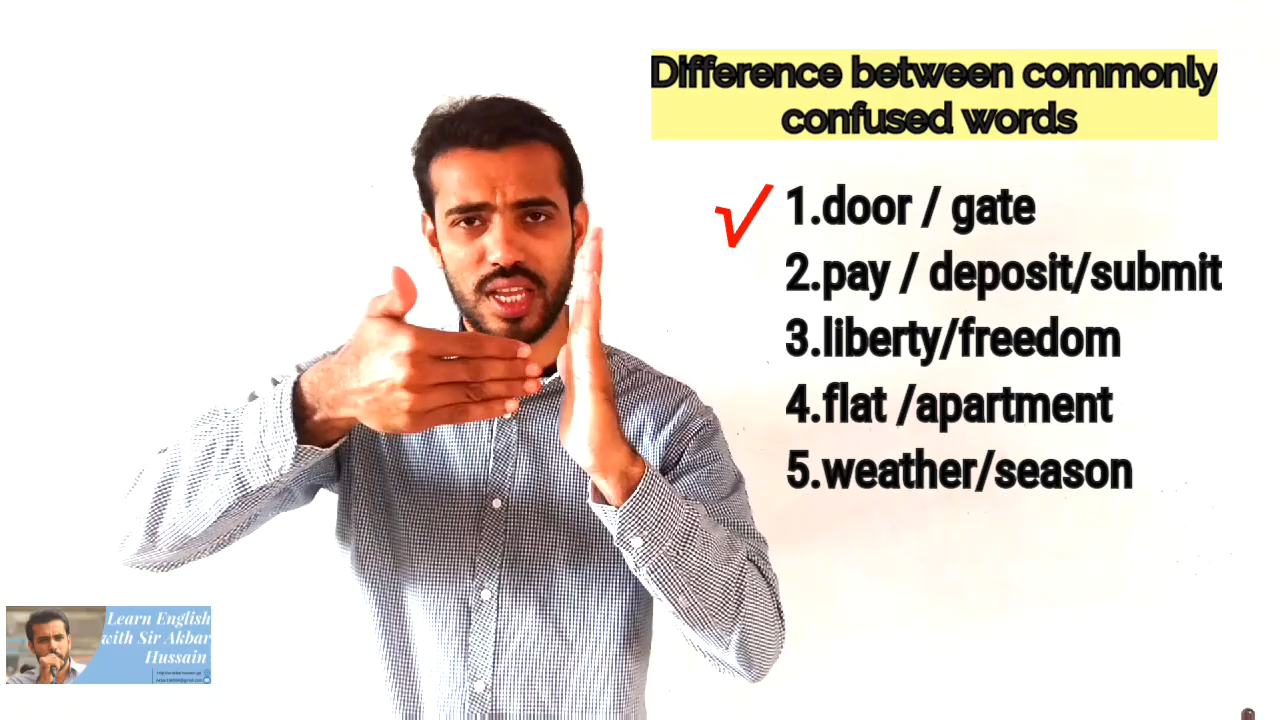 Difference between commonly
confused words
√ 1.door / gate
2.pay / deposit/submit
3.liberty/freedom
4.flat /apartment
5.weather/season
Learn English
with Sir Akbar
Hussain